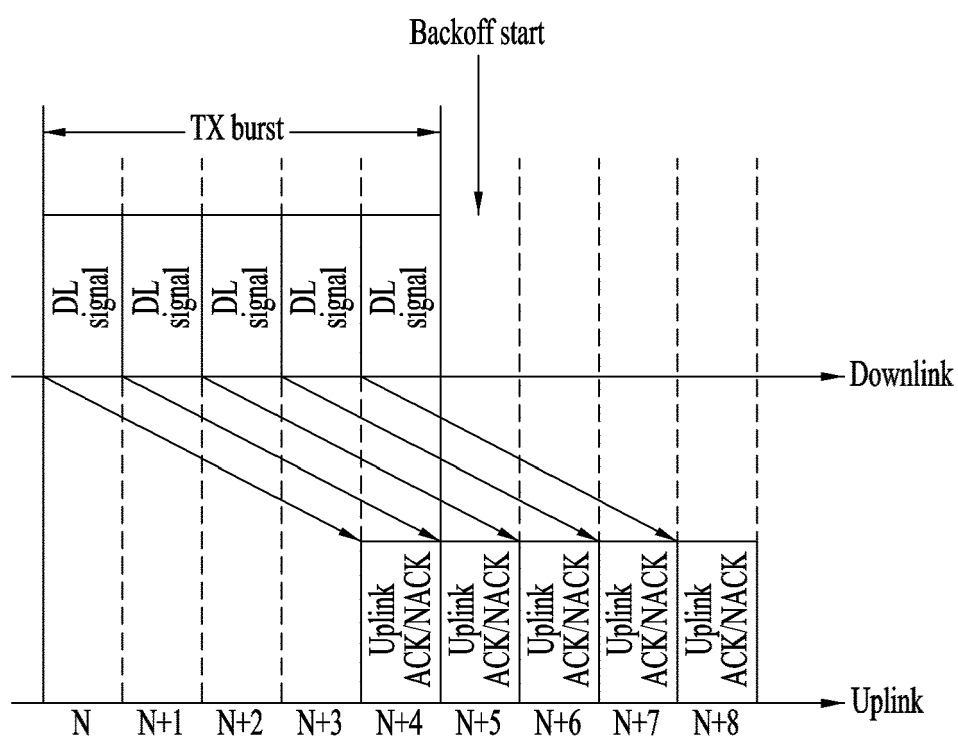 Backoff start
TX burst
DL
signal
DL
signal
DL
signal
DL
signal
DL
signal
Downlink
Uplink
ACK/NACK
Uplink
ACK/NACK
Uplink
ACK/NACK
Uplink
ACK/NACK
Uplink
ACK/NACK
Uplink
N N+1 N+2 N+3 N+4 N+5 N+6 N+7 N+8